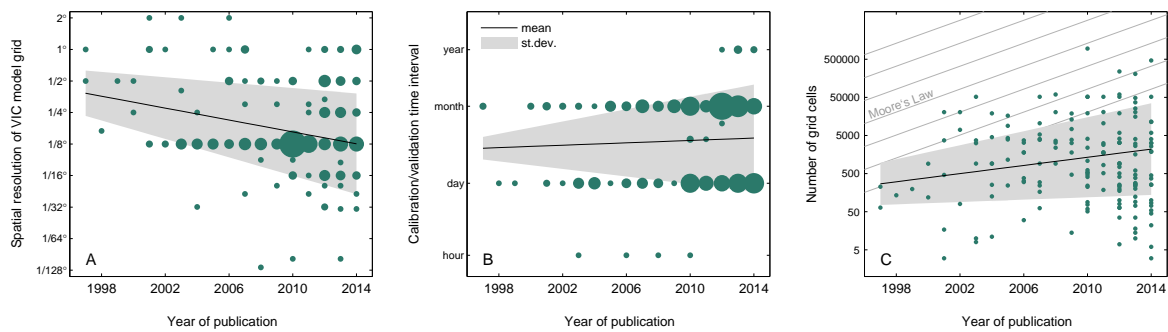 Spatial resolution of VIC model grid
2°
1°
1/2°
1/4°
1/8°
1/16°
1/32°
1/64°
1/128°
A
1998 2002 2006 2010 2014
Year of publication
Calibration/validation time interval
year
month
day
hour
mean
st.dev.
B
1998 2002 2006 2010 2014
Year of publication
Number of grid cells
500000
50000
5000
500
50
5
Moore's Law
C
1998 2002 2006 2010 2014
Year of publication